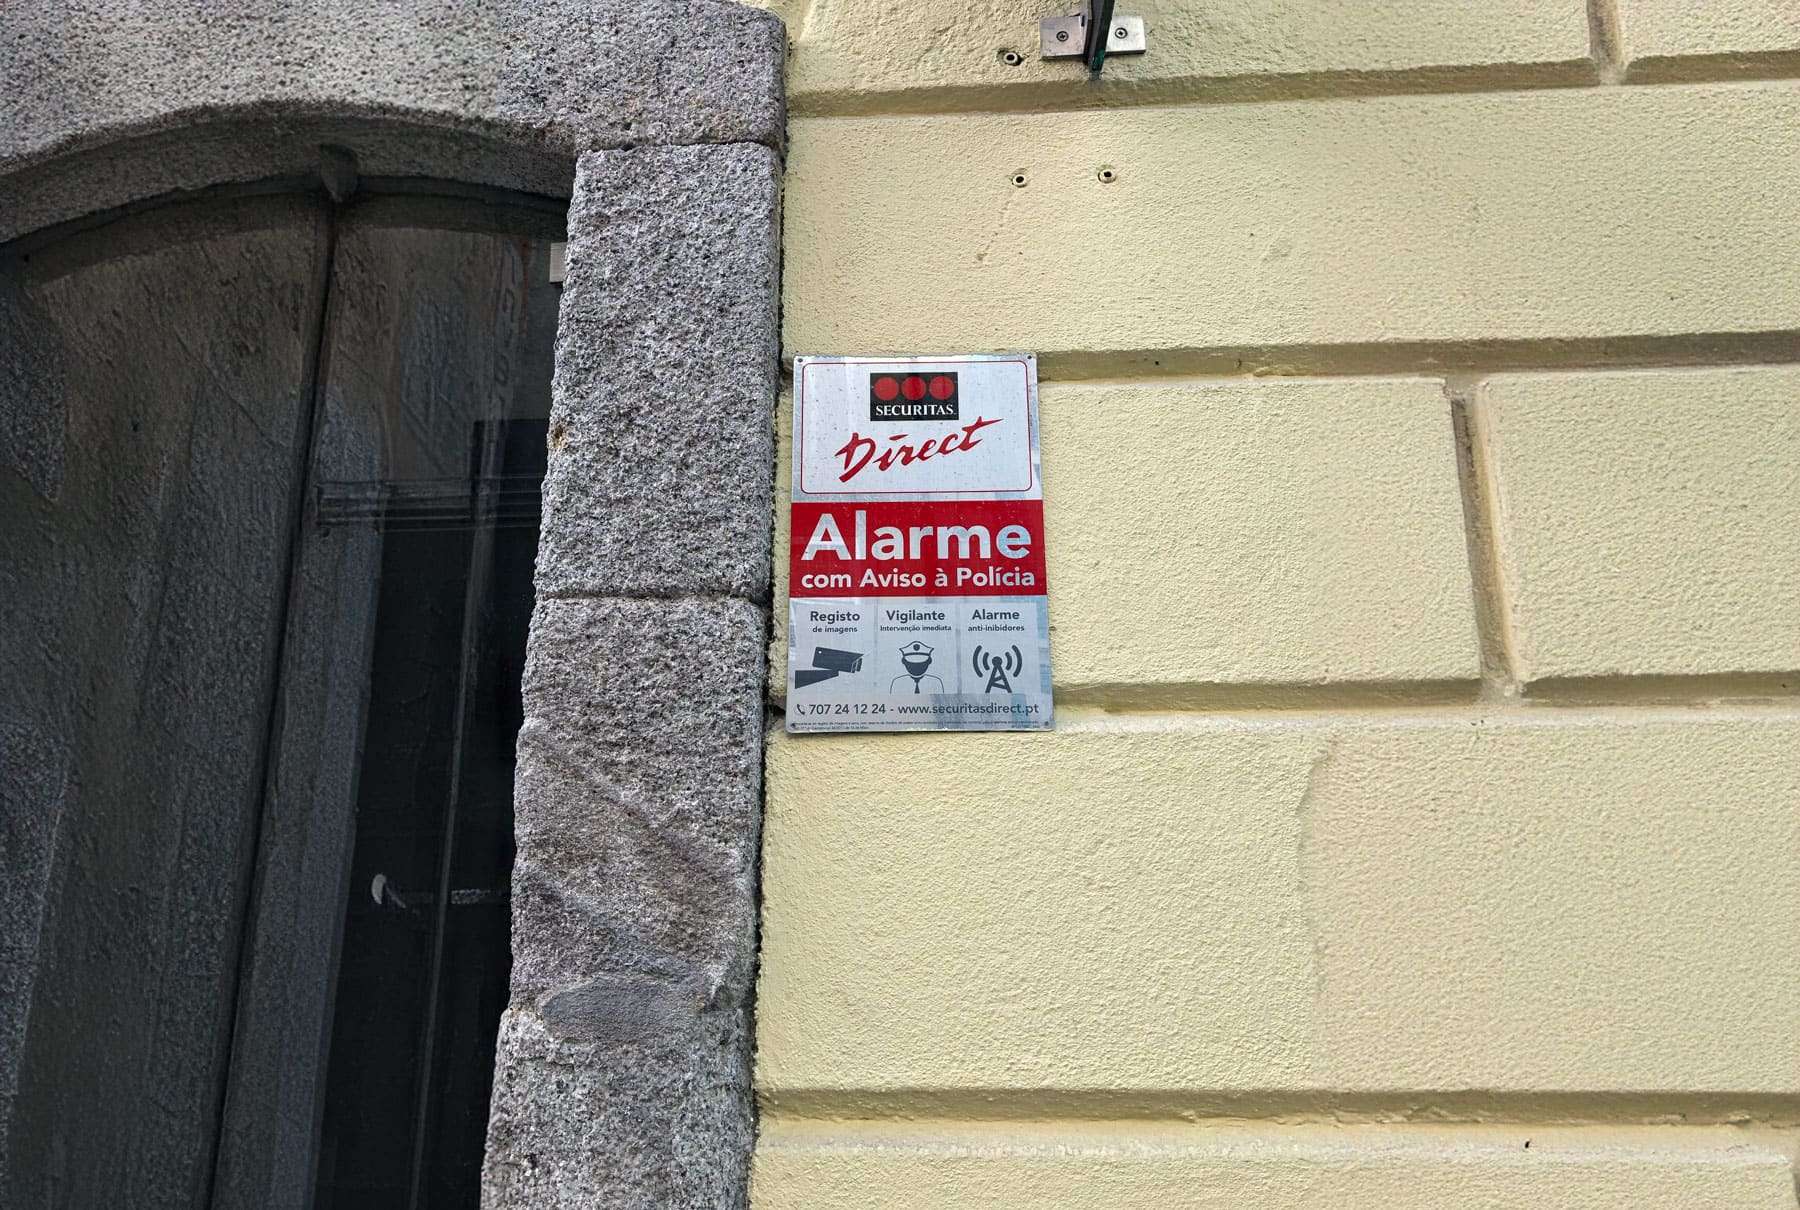 SECURITAS
Direct
Alarme
com Aviso à Polícia
Registo
de imagens
Vigilante
Intervenção imediata
Alarme
anti-inibidores
707 24 12 24 - www.securitasdirect.pt